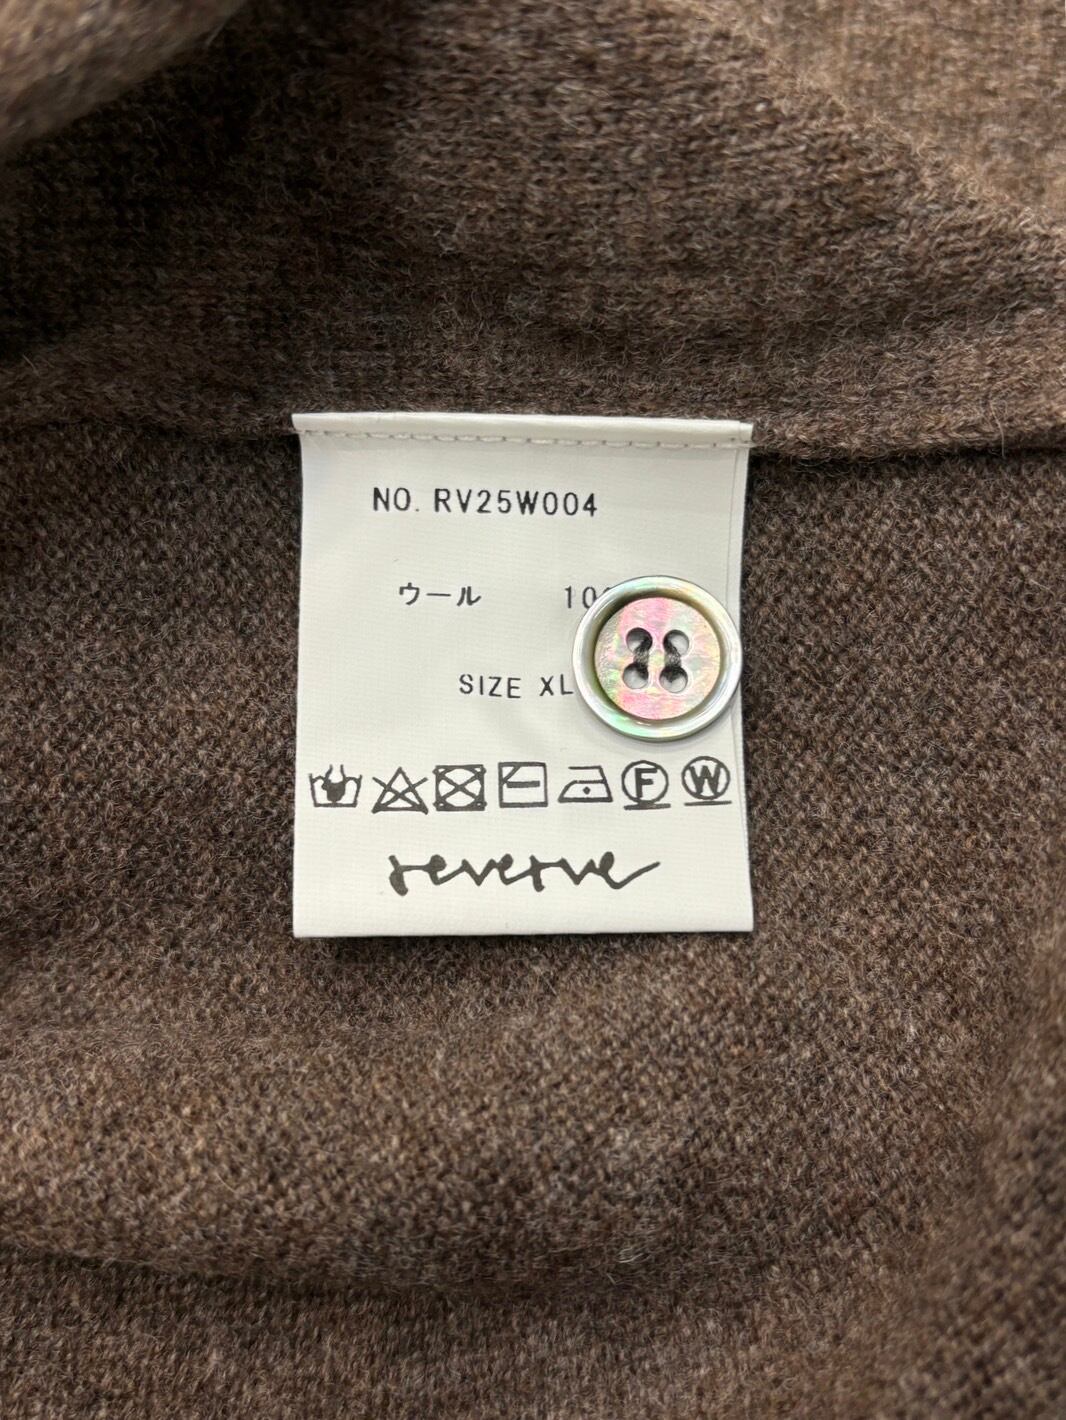 NO. RV25W004
ウール
SIZE XL
F W
reverve